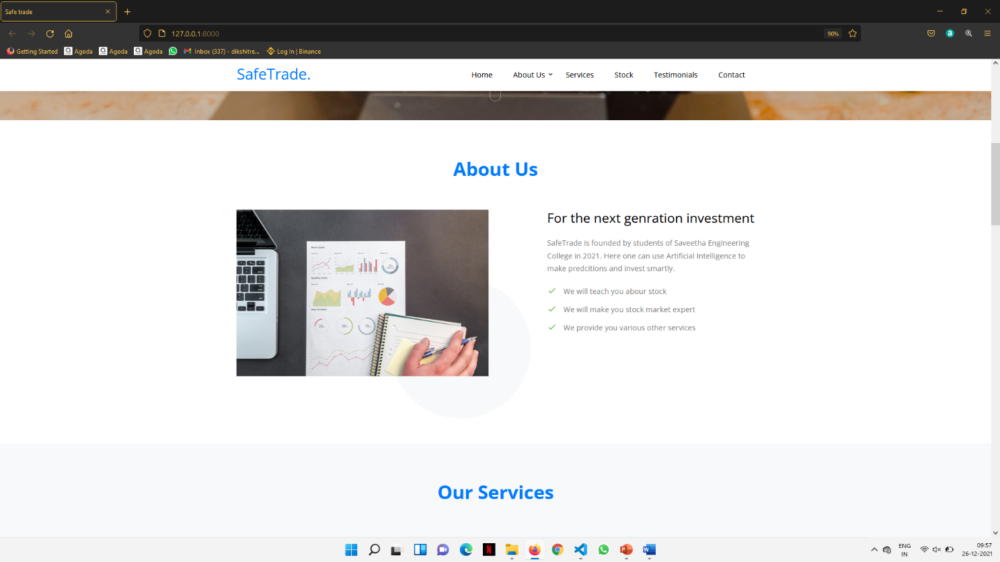 Safe trade
127.0.0.1:8000
90%
Getting Started
Agoda
Agoda
Agoda
Inbox (337) - dikshitre...
Log In | Binance
SafeTrade.
Home
About Us
Services
Stock
Testimonials
Contact
About Us
For the next genration investment
SafeTrade is founded by students of Saveetha Engineering
College in 2021. Here one can use Artificial Intelligence to
make predcitions and invest smartly.
We will teach you abour stock
We will make you stock market expert
We provide you various other services
25%
50%
75%
Our Services
ENG
IN
09:57
26-12-2021